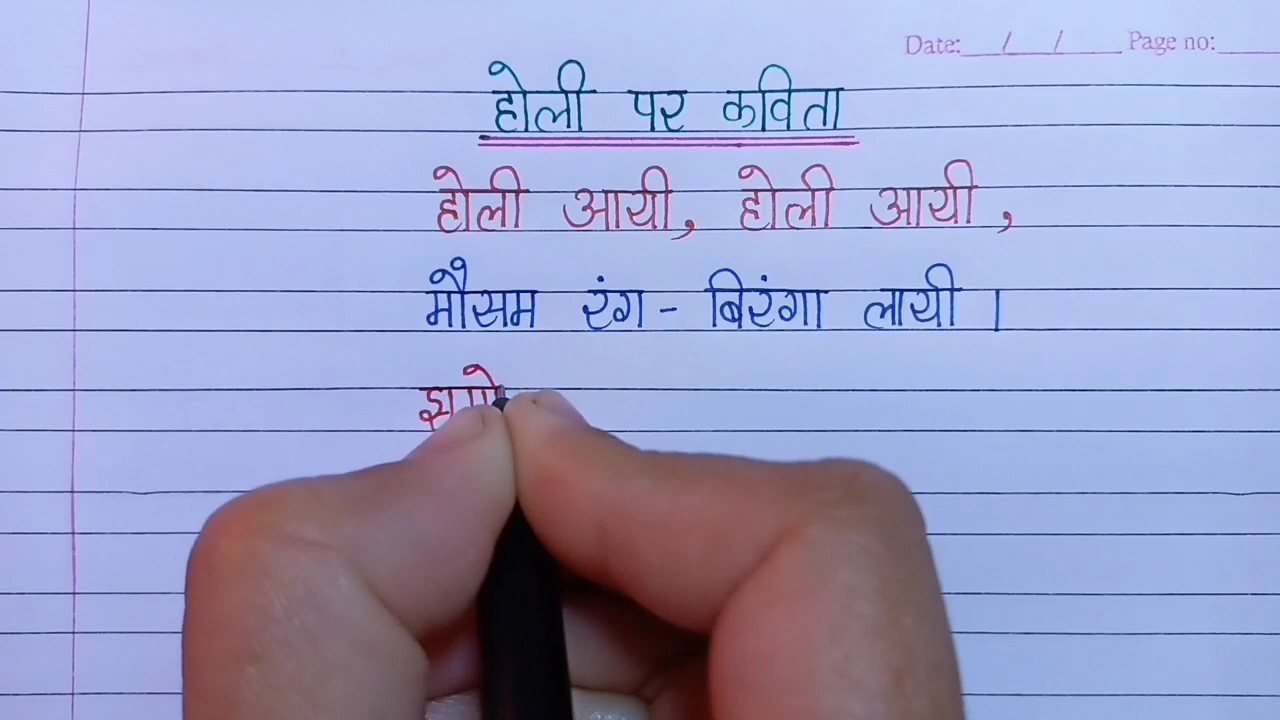 Date: / / Page no:
होली पर कविता
होली आयी, होली आयी,
मौसम रंग - बिरंगा लायी ।